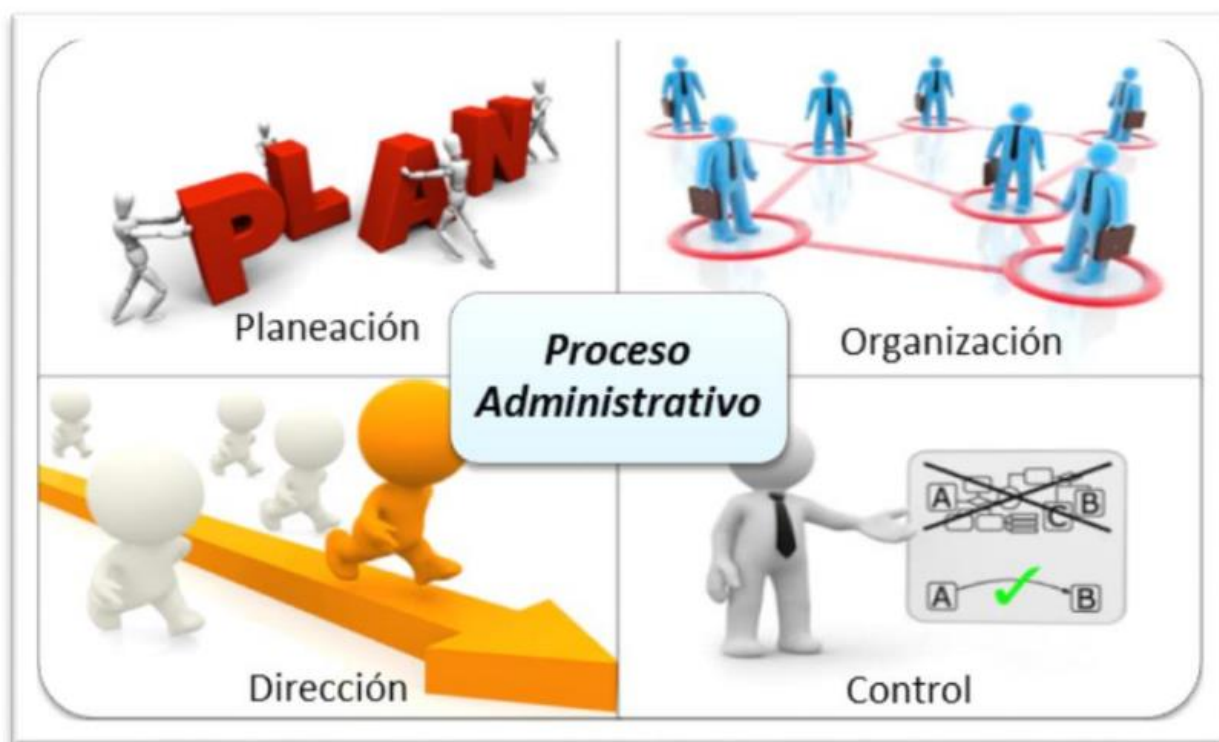 PLAN
Planeación
Organización
Proceso
Administrativo
Dirección
A
B
C
A
B
Control